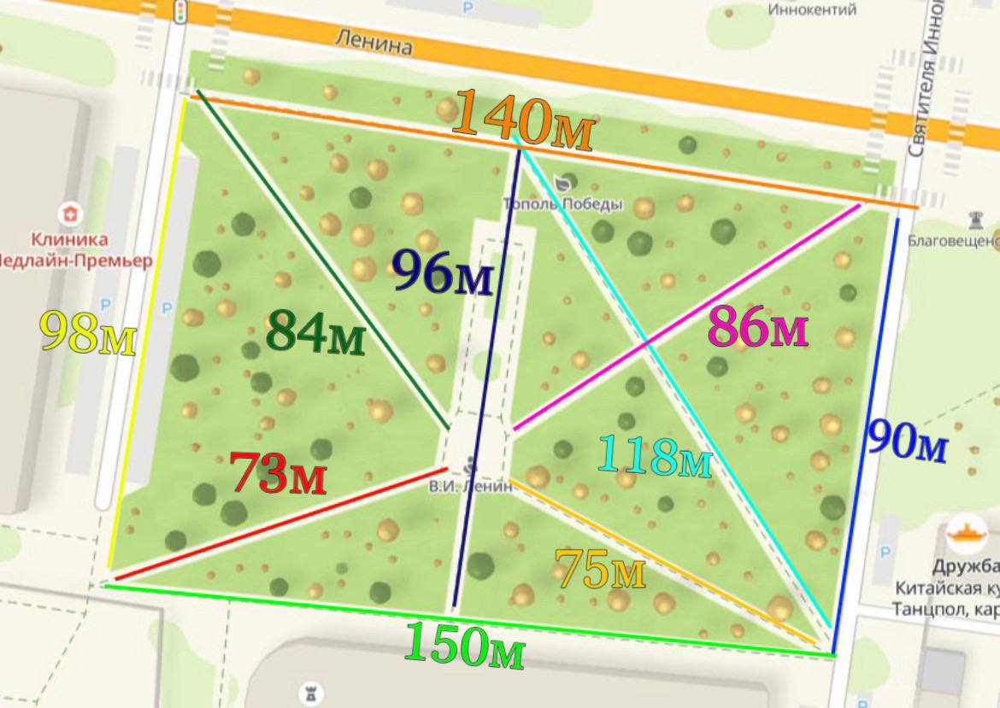 P
Иннокентий
Ленина
Святителя Инно
140м
Тополь Победы
Клиника
Медлайн-Премьер
Благовещенс
96м
P
P
98м
84м
86м
118м
90м
73м
В.И. Ленин
75м
P
Дружба
Китайская ку
Танцпол, кар
150м
P